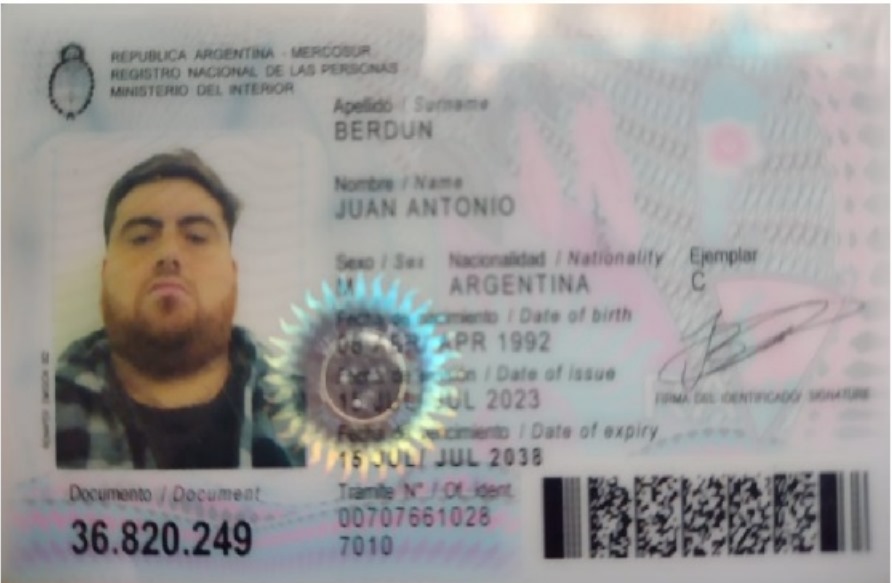 REPUBLICA ARGENTINA - MERCOSUR
REGISTRO NACIONAL DE LAS PERSONAS
MINISTERIO DEL INTERIOR
Apellido / Surname
BERDUN
Nombre / Name
JUAN ANTONIO
Sexo / Sex Nacionalidad / Nationality Ejemplar
M ARGENTINA C
/ Date of birth
APR 1992
/ Date of issue
2023
FIRMA DEL IDENTIFICADO/ SIGNATURE
/ Date of expiry
15 JUL/ JUL 2038
Documento / Document
36.820.249
Tramite N° / Of. ident.
00707661028
7010